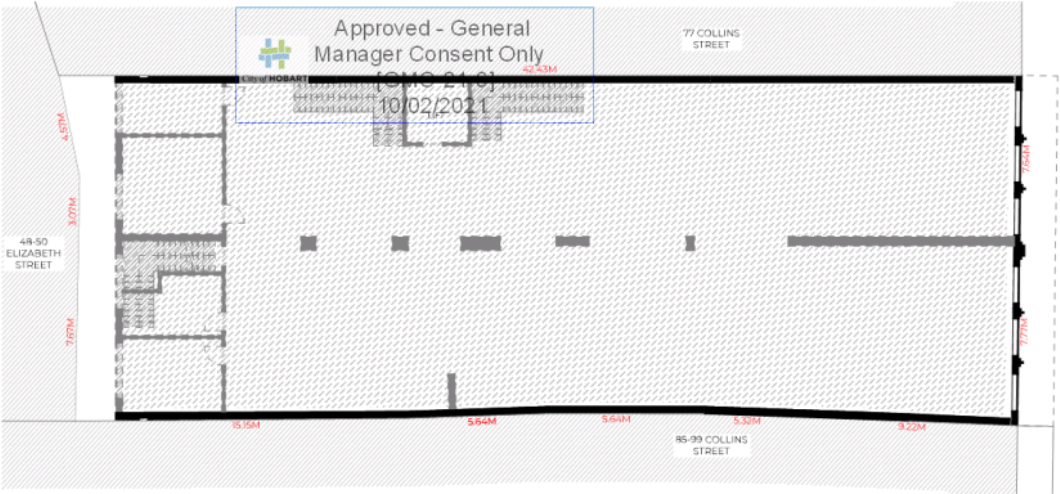 Approved - General
Manager Consent Only
City of HOBART
10/02/2021
77 COLLINS
STREET
42.43M
4.57M
3.07M
7.64M
48-50
ELIZABETH
STREET
7.67M
7.77M
15.15M
5.84M
5.64M
5.32M
9.22M
85-99 COLLINS
STREET